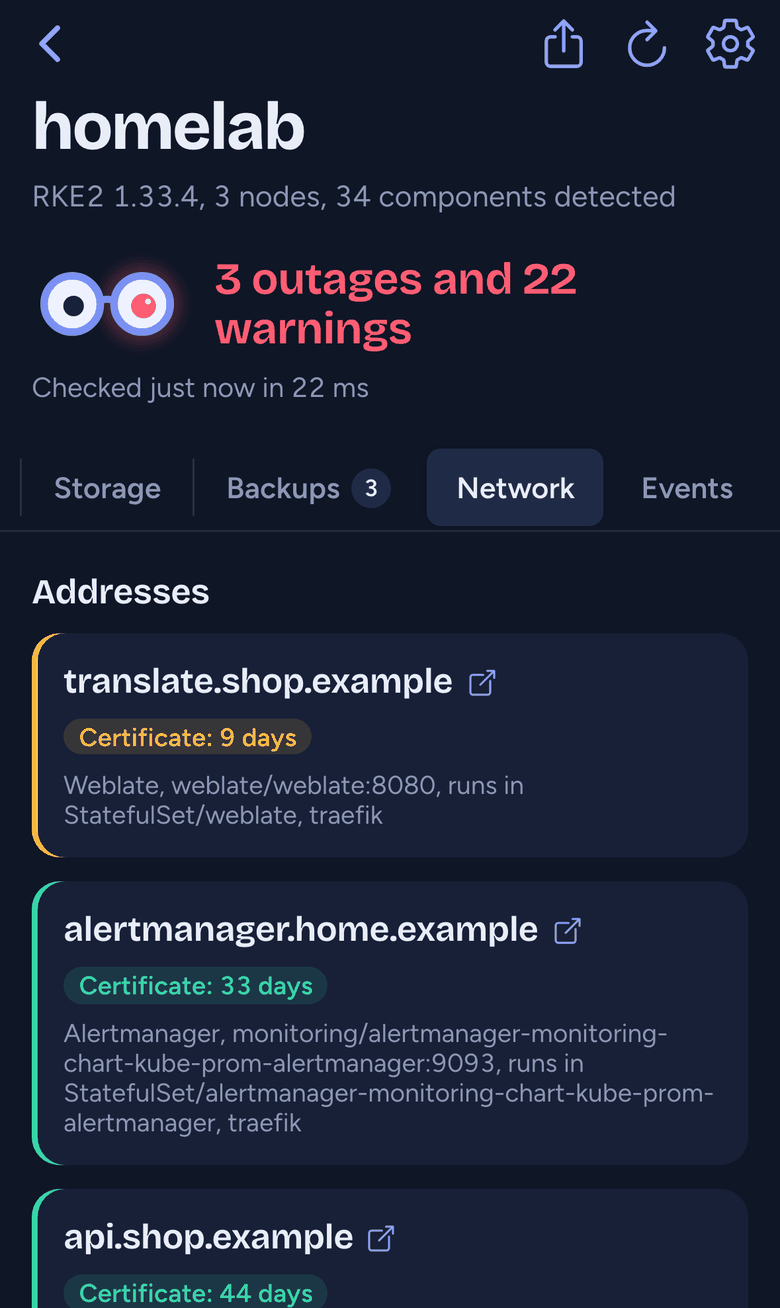 homelab
RKE2 1.33.4, 3 nodes, 34 components detected
3 outages and 22
warnings
Checked just now in 22 ms
Storage
Backups 3
Network
Events
Addresses
translate.shop.example
Certificate: 9 days
Weblate, weblate/weblate:8080, runs in
StatefulSet/weblate, traefik
alertmanager.home.example
Certificate: 33 days
Alertmanager, monitoring/alertmanager-monitoring-
chart-kube-prom-alertmanager:9093, runs in
StatefulSet/alertmanager-monitoring-chart-kube-prom-
alertmanager, traefik
api.shop.example
Certificate: 44 days